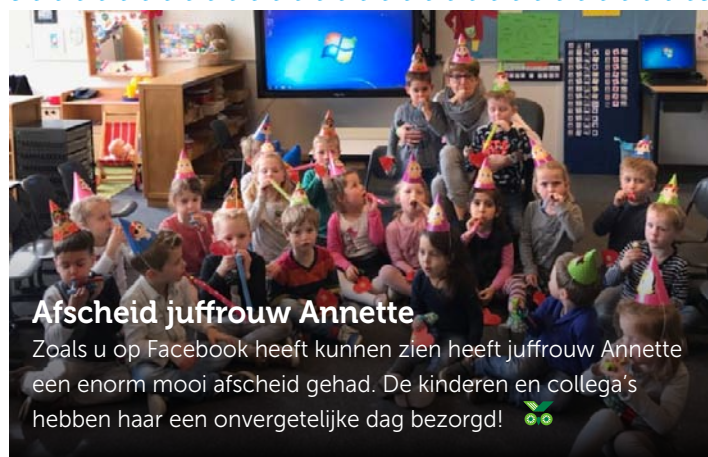 Afscheid juffrouw Annette
Zoals u op Facebook heeft kunnen zien heeft juffrouw Annette
een enorm mooi afscheid gehad. De kinderen en collega's
hebben haar een onvergetelijke dag bezorgd!